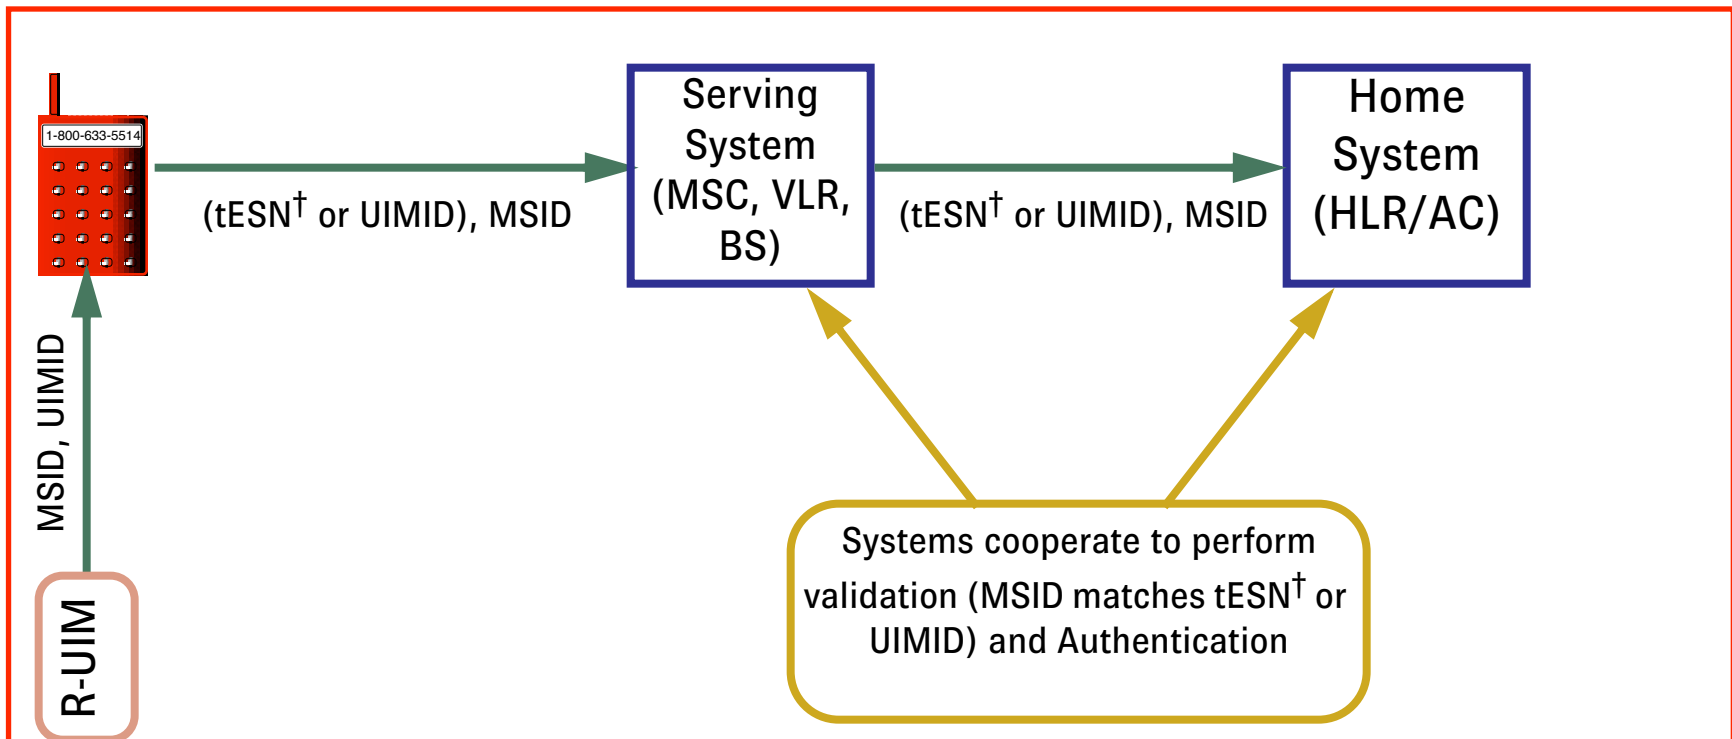 1-800-633-5514
Serving
System
(MSC, VLR,
BS)
Home
System
(HLR/AC)
(tESN† or UIMID), MSID
(tESN† or UIMID), MSID
MSID, UIMID
R-UIM
Systems cooperate to perform
validation (MSID matches tESN† or
UIMID) and Authentication